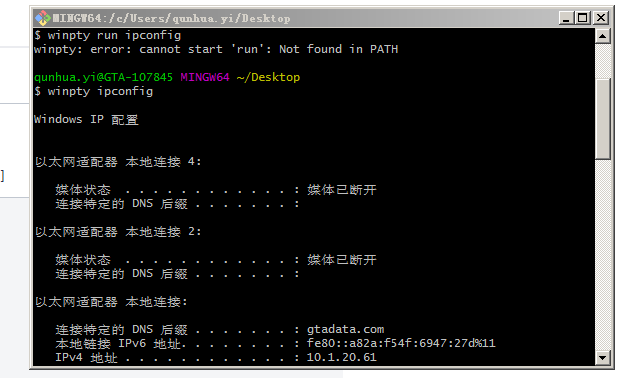 MINGW64:/c/Users/qunhua.yi/Desktop
$ winpty run ipconfig
winpty: error: cannot start 'run': Not found in PATH
qunhua.yi@GTA-107845 MINGW64 ~/Desktop
$ winpty ipconfig
Windows IP 配置
以太网适配器 本地连接 4:
媒体状态 . . . . . . . . . . . . : 媒体已断开
连接特定的 DNS 后缀 . . . . . . . :
以太网适配器 本地连接 2:
媒体状态 . . . . . . . . . . . . : 媒体已断开
连接特定的 DNS 后缀 . . . . . . . :
以太网适配器 本地连接:
连接特定的 DNS 后缀 . . . . . . . : gtadata.com
本地链接 IPv6 地址. . . . . . . . : fe80::a82a:f54f:6947:27d%11
IPv4 地址 . . . . . . . . . . . . : 10.1.20.61
]